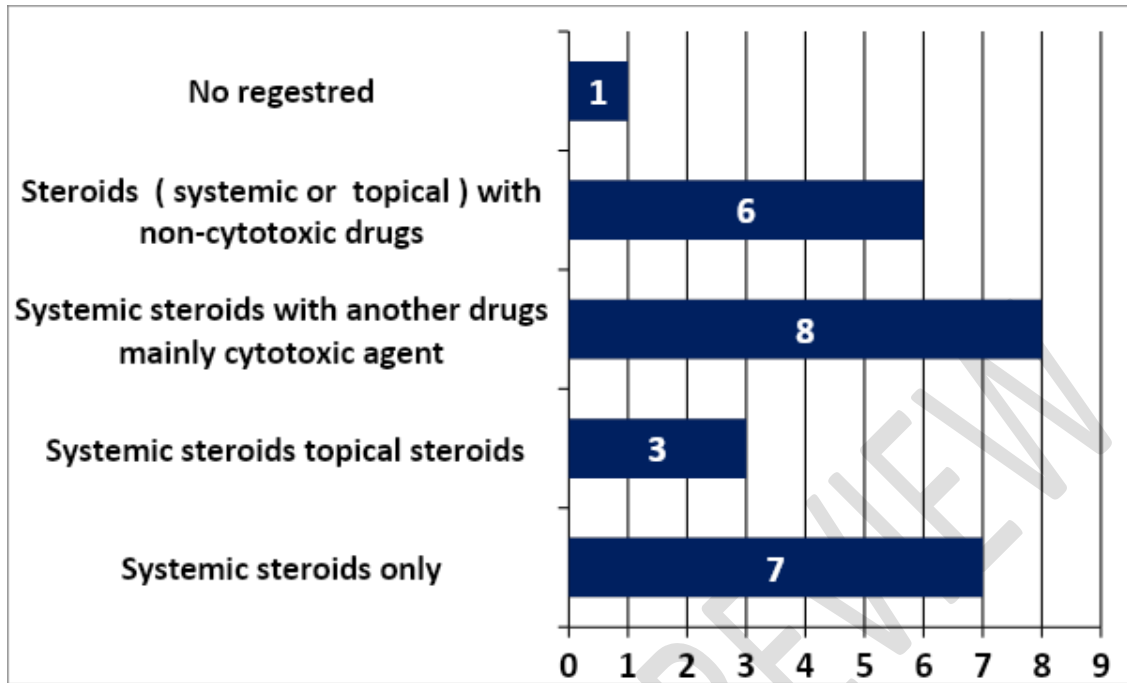 No regestred
1
Steroids ( systemic or topical ) with
non-cytotoxic drugs
6
Systemic steroids with another drugs
mainly cytotoxic agent
8
Systemic steroids topical steroids
3
Systemic steroids only
7
0 1 2 3 4 5 6 7 8 9
REVIEW